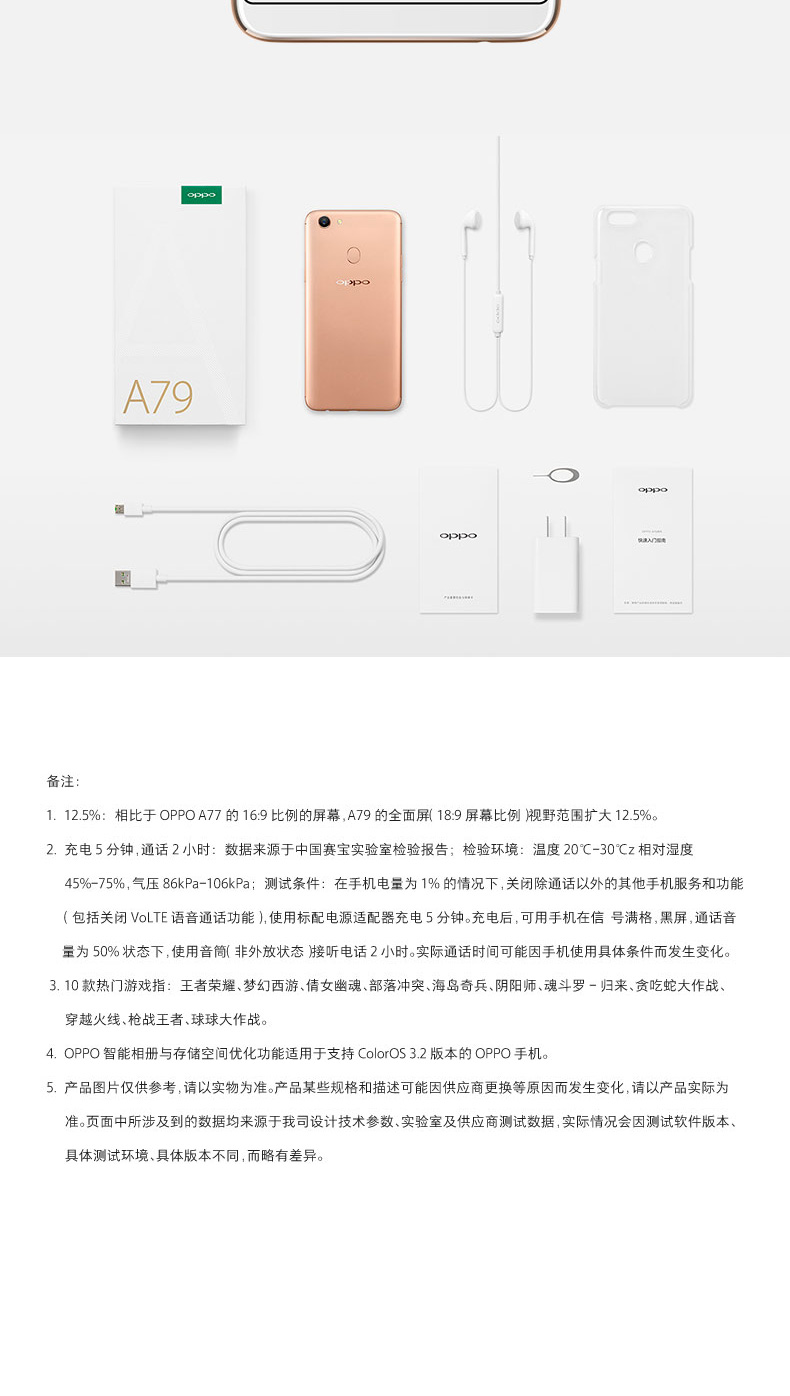 OPPO
OPPO
OPPO
A79
OPPO
OPPO
快速入门指南
备注：
1. 12.5%：相比于 OPPO A77 的 16:9 比例的屏幕,A79 的全面屏( 18:9 屏幕比例 )视野范围扩大 12.5%。
2. 充电 5 分钟,通话 2 小时：数据来源于中国赛宝实验室检验报告；检验环境：温度 20℃-30℃z 相对湿度
45%-75%,气压 86kPa-106kPa；测试条件：在手机电量为 1% 的情况下,关闭除通话以外的其他手机服务和功能
( 包括关闭 VoLTE 语音通话功能 ),使用标配电源适配器充电 5 分钟。充电后,可用手机在信 号满格,黑屏,通话音
量为 50% 状态下,使用音筒( 非外放状态 )接听电话 2 小时。实际通话时间可能因手机使用具体条件而发生变化。
3. 10 款热门游戏指：王者荣耀、梦幻西游、倩女幽魂、部落冲突、海岛奇兵、阴阳师、魂斗罗 - 归来、贪吃蛇大作战、
穿越火线、枪战王者、球球大作战。
4. OPPO 智能相册与存储空间优化功能适用于支持 ColorOS 3.2 版本的 OPPO 手机。
5. 产品图片仅供参考,请以实物为准。产品某些规格和描述可能因供应商更换等原因而发生变化,请以产品实际为
准。页面中所涉及到的数据均来源于我司设计技术参数、实验室及供应商测试数据,实际情况会因测试软件版本、
具体测试环境、具体版本不同,而略有差异。